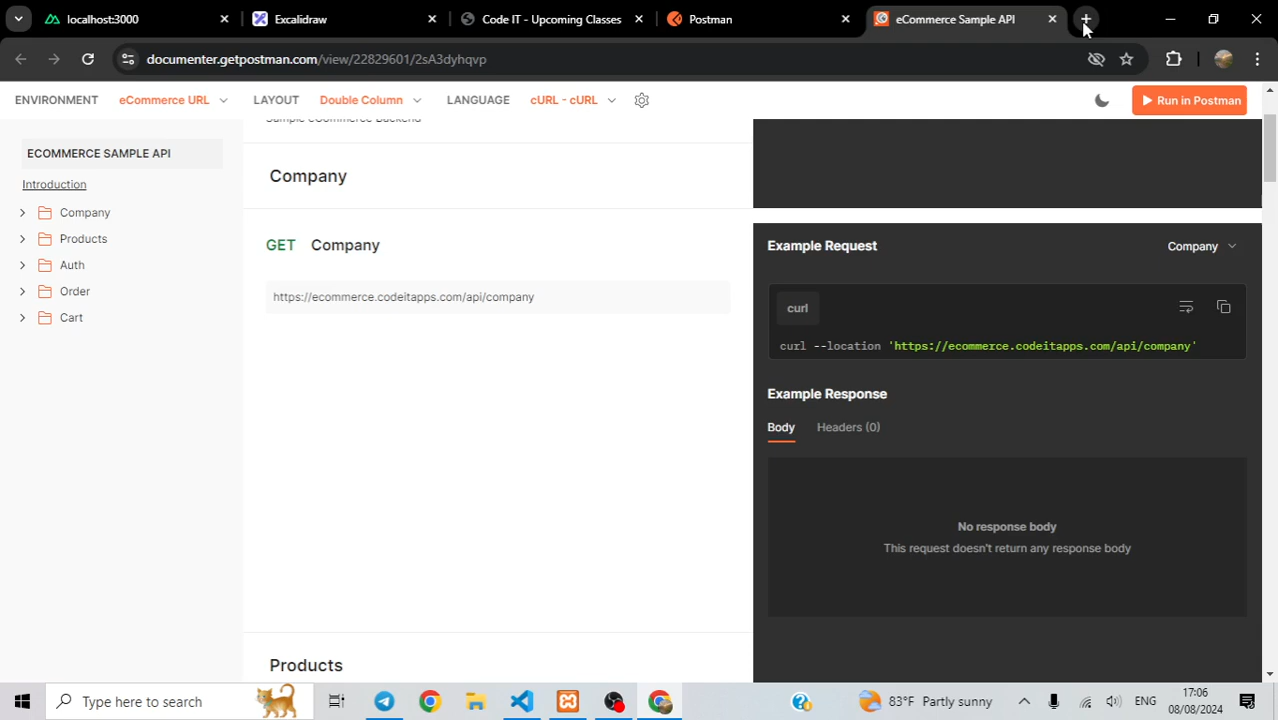 localhost:3000
Excalidraw
Code IT - Upcoming Classes
Postman
eCommerce Sample API
documenter.getpostman.com/view/22829601/2sA3dyhqvp
ENVIRONMENT eCommerce URL LAYOUT Double Column LANGUAGE cURL - cURL Run in Postman
ECOMMERCE SAMPLE API
Introduction
Company
Products
Auth
Order
Cart
Sample eCommerce Backend
Company
GET Company
https://ecommerce.codeitapps.com/api/company
Products
Example Request
Company
curl
curl --location 'https://ecommerce.codeitapps.com/api/company'
Example Response
Body Headers (0)
No response body
This request doesn't return any response body
Type here to search
83°F Partly sunny
ENG
17:06
08/08/2024